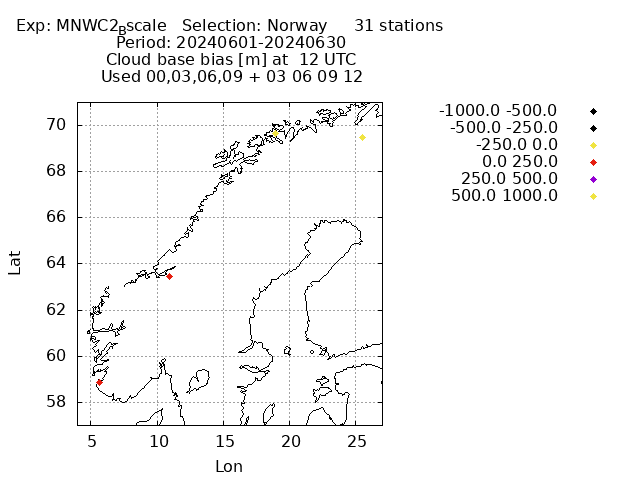 Exp: MNWC2_Bscale   Selection: Norway      31 stations
Period: 20240601-20240630
Cloud base bias [m] at  12 UTC
Used 00,03,06,09 + 03 06 09 12
-1000.0 -500.0
-500.0 -250.0
-250.0 0.0
0.0 250.0
250.0 500.0
500.0 1000.0
70
68
66
64
62
60
58
Lat
5 10 15 20 25
Lon